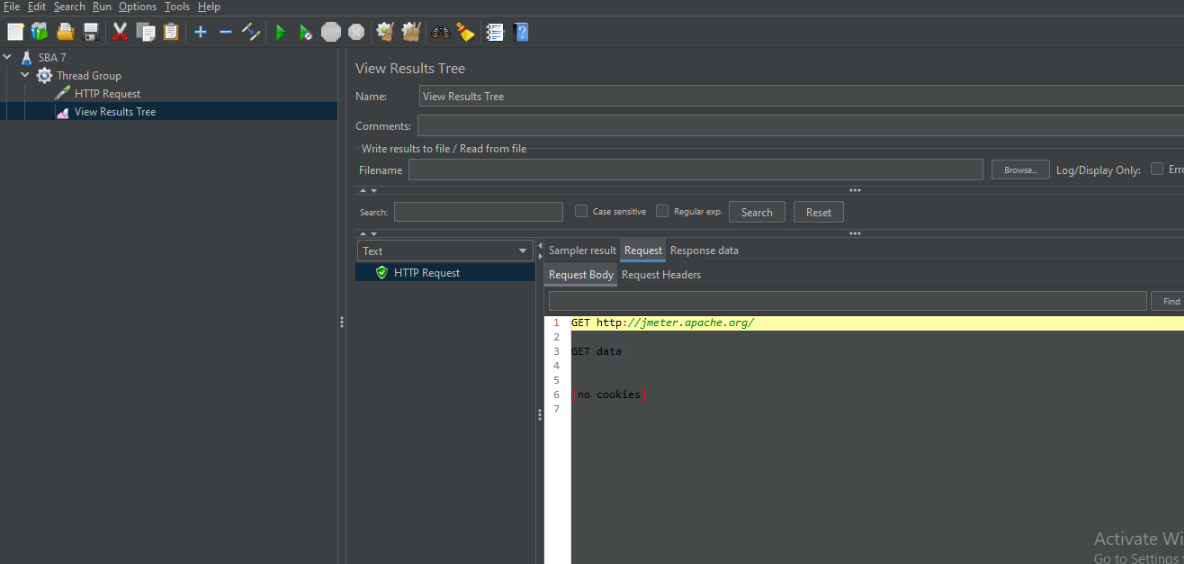 File Edit Search Run Options Tools Help
SBA 7
Thread Group
HTTP Request
View Results Tree
View Results Tree
Name: View Results Tree
Comments:
Write results to file / Read from file
Filename Browse... Log/Display Only: Erro
Search: Case sensitive Regular exp. Search Reset
Text
HTTP Request
Sampler result Request Response data
Request Body Request Headers
Find
1 GET http://jmeter.apache.org/
2
3 GET data
4
5
6 [no cookies]
7
Activate Wi
Go to Settings t